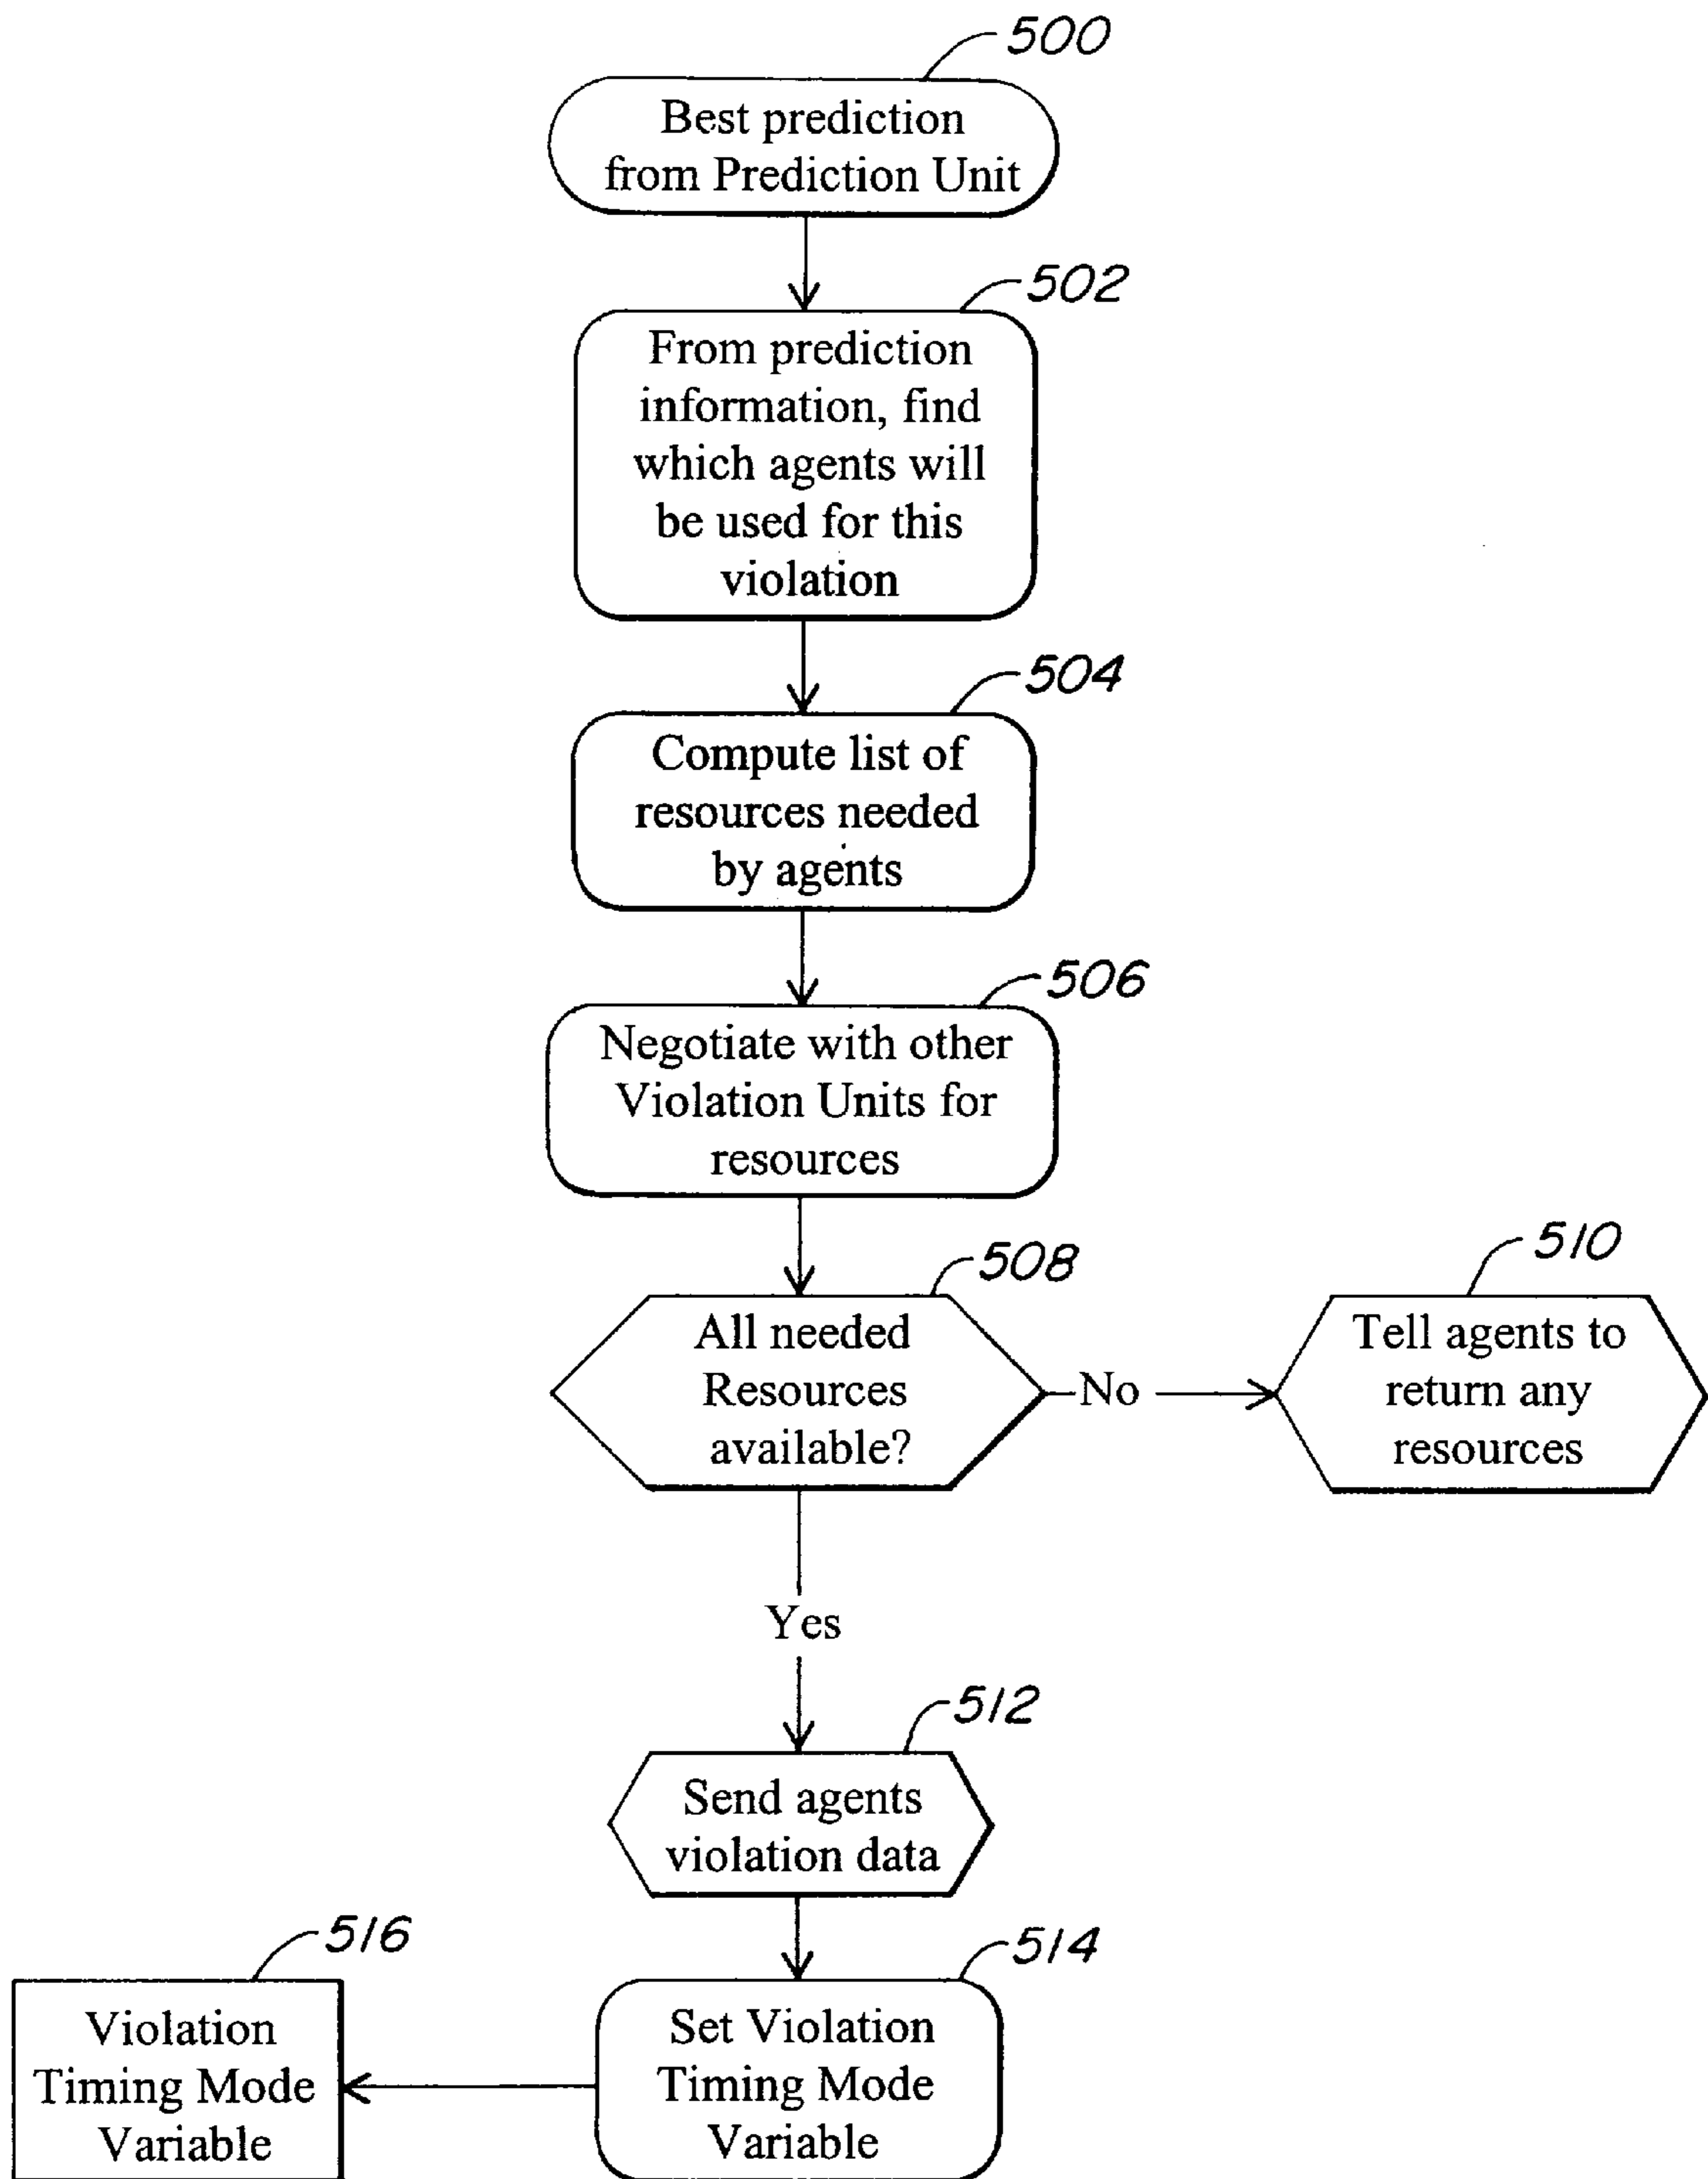 500
Best prediction
from Prediction Unit
502
From prediction
information, find
which agents will
be used for this
violation
504
Compute list of
resources needed
by agents
506
Negotiate with other
Violation Units for
resources
508
All needed
Resources
available?
No
510
Tell agents to
return any
resources
Yes
512
Send agents
violation data
514
Set Violation
Timing Mode
Variable
516
Violation
Timing Mode
Variable